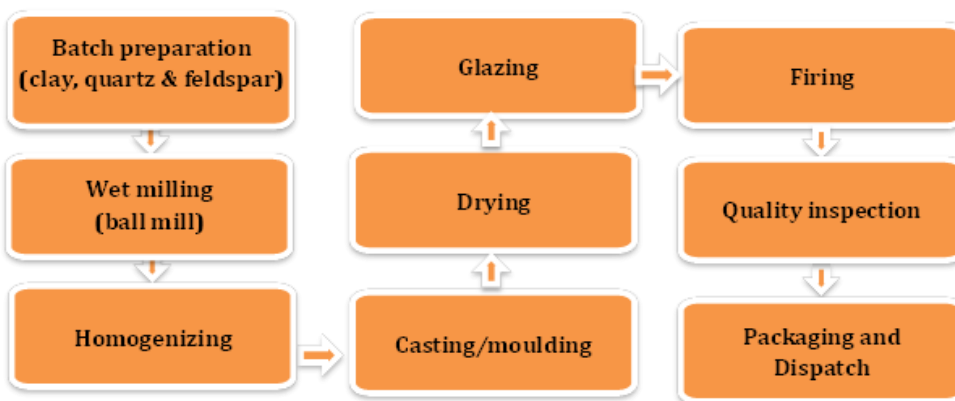 Batch preparation
(clay, quartz & feldspar)
Wet milling
(ball mill)
Homogenizing
Casting/moulding
Drying
Glazing
Firing
Quality inspection
Packaging and
Dispatch